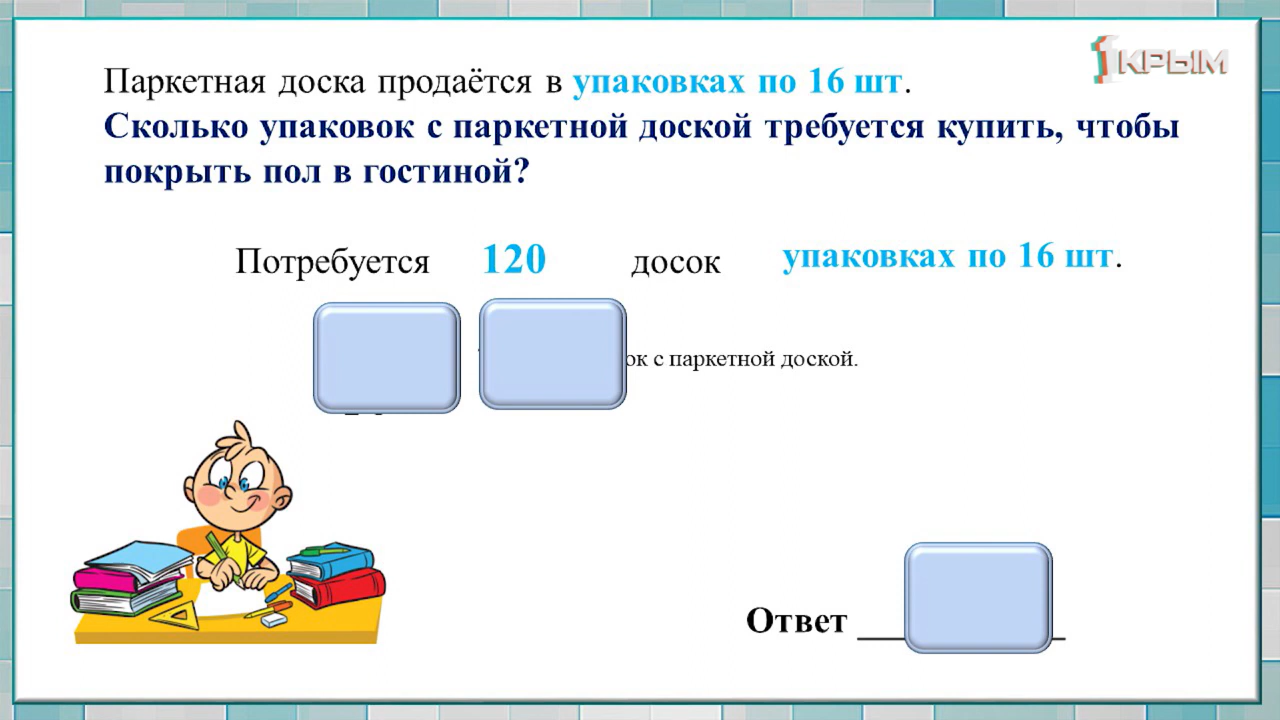 1КРЫМ
Паркетная доска продаётся в упаковках по 16 шт.
Сколько упаковок с паркетной доской требуется купить, чтобы
покрыть пол в гостиной?
Потребуется 120 досок упаковках по 16 шт.
ок с паркетной доской.
Ответ